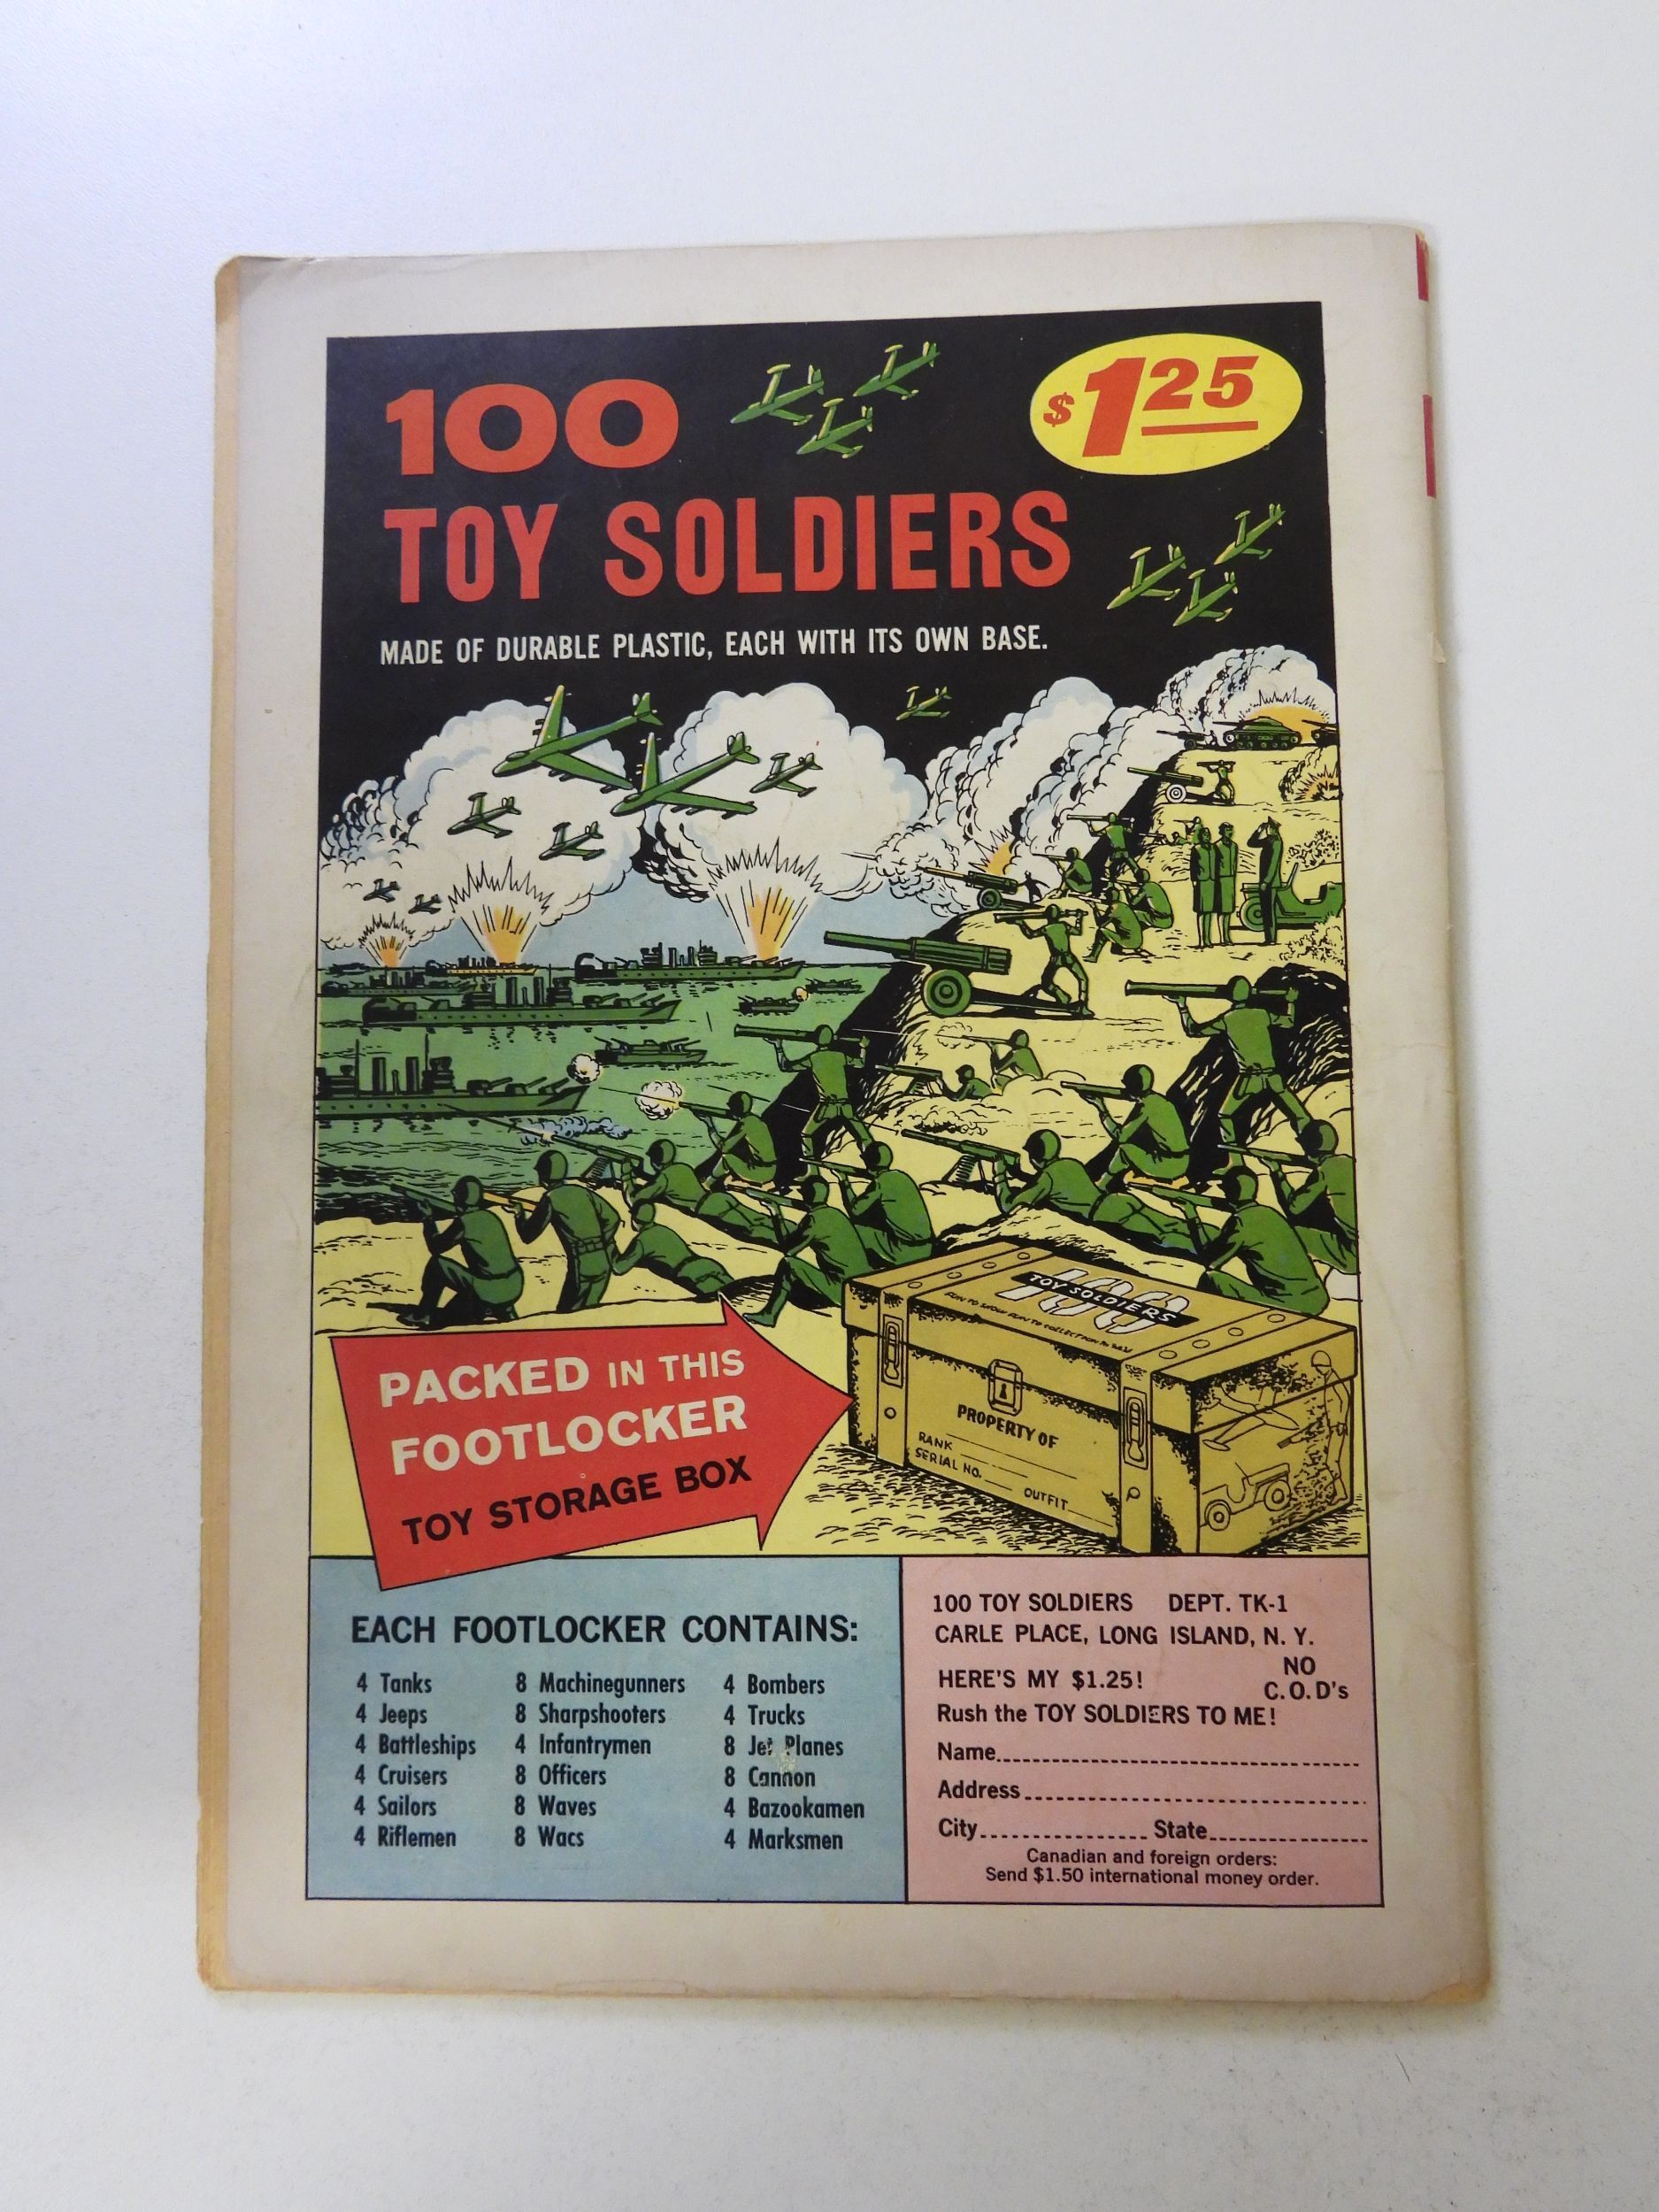 100
$1 25
TOY SOLDIERS
MADE OF DURABLE PLASTIC, EACH WITH ITS OWN BASE.
100
TOY SOLDIERS
PROPERTY OF
RANK
SERIAL NO.
OUTFIT
PACKED IN THIS
FOOTLOCKER
TOY STORAGE BOX
EACH FOOTLOCKER CONTAINS:
4 Tanks
4 Jeeps
4 Battleships
4 Cruisers
4 Sailors
4 Riflemen
8 Machinegunners
8 Sharpshooters
4 Infantrymen
8 Officers
8 Waves
8 Wacs
4 Bombers
4 Trucks
8 Jet Planes
8 Cannon
4 Bazookamen
4 Marksmen
100 TOY SOLDIERS DEPT. TK-1
CARLE PLACE, LONG ISLAND, N. Y.
HERE'S MY $1.25!
NO
C.O.D's
Rush the TOY SOLDIERS TO ME!
Name
Address
City State
Canadian and foreign orders:
Send $1.50 international money order.